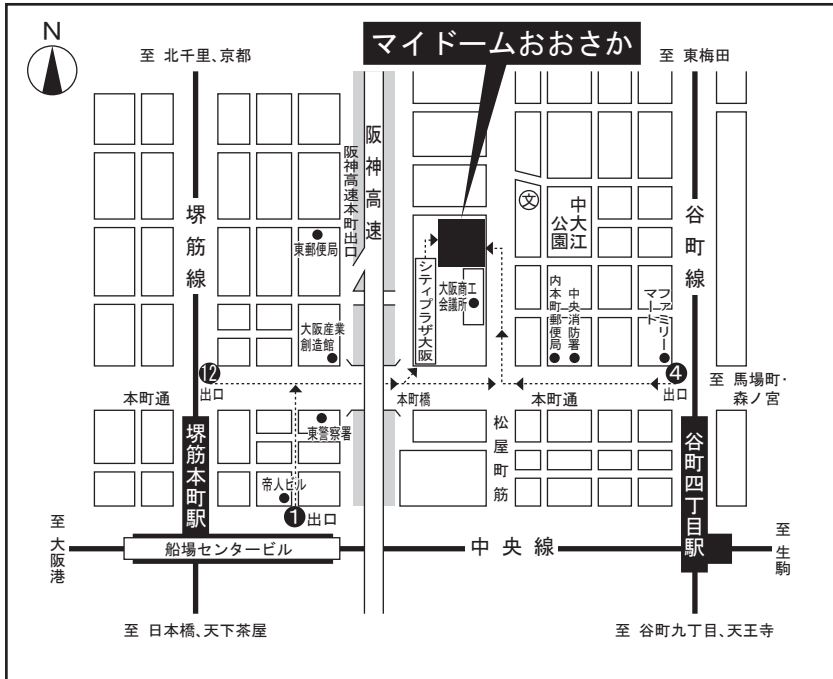 N
マイドームおおさか
至 北千里、京都
至 東梅田
阪神高速
阪神高速本町出口
堺筋線
谷町線
文
中大江
公園
東郵便局
シティプラザ大阪
大阪商工
会議所
内本町郵便局
中央消防署
ファミリー
マート
大阪産業
創造館
12
出口
4
出口
至 馬場町・
森ノ宮
本町通
本町橋
本町通
東警察署
松屋町筋
堺筋本町駅
谷町四丁目駅
帝人ビル
1 出口
至 大阪港
船場センタービル
中央線
至 生駒
至 日本橋、天下茶屋
至 谷町九丁目、天王寺